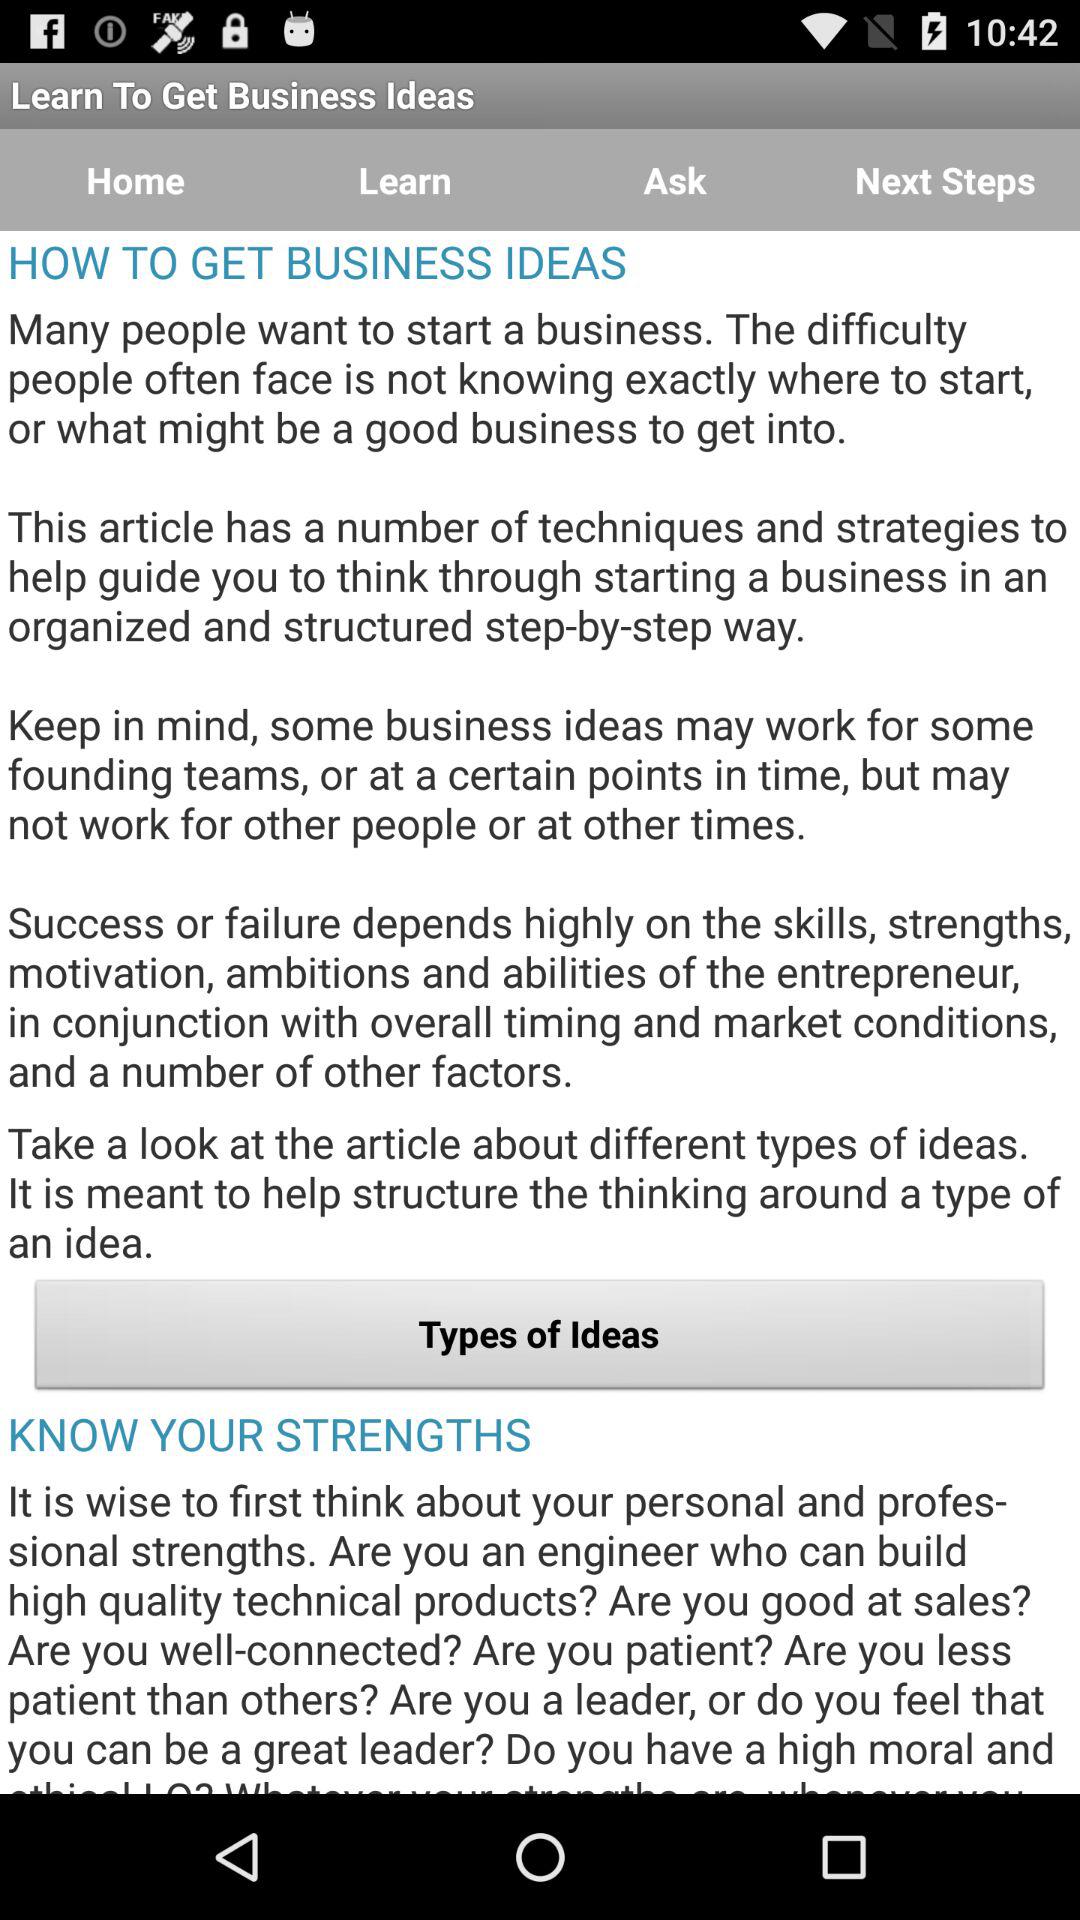 FAKE
10:42
Learn To Get Business Ideas
Home Learn Ask Next Steps
HOW TO GET BUSINESS IDEAS
Many people want to start a business. The difficulty
people often face is not knowing exactly where to start,
or what might be a good business to get into.
This article has a number of techniques and strategies to
help guide you to think through starting a business in an
organized and structured step-by-step way.
Keep in mind, some business ideas may work for some
founding teams, or at a certain points in time, but may
not work for other people or at other times.
Success or failure depends highly on the skills, strengths,
motivation, ambitions and abilities of the entrepreneur,
in conjunction with overall timing and market conditions,
and a number of other factors.
Take a look at the article about different types of ideas.
It is meant to help structure the thinking around a type of
an idea.
Types of Ideas
KNOW YOUR STRENGTHS
It is wise to first think about your personal and profes-
sional strengths. Are you an engineer who can build
high quality technical products? Are you good at sales?
Are you well-connected? Are you patient? Are you less
patient than others? Are you a leader, or do you feel that
you can be a great leader? Do you have a high moral and
ethical I.Q? Whatever your strengths are, whenever you